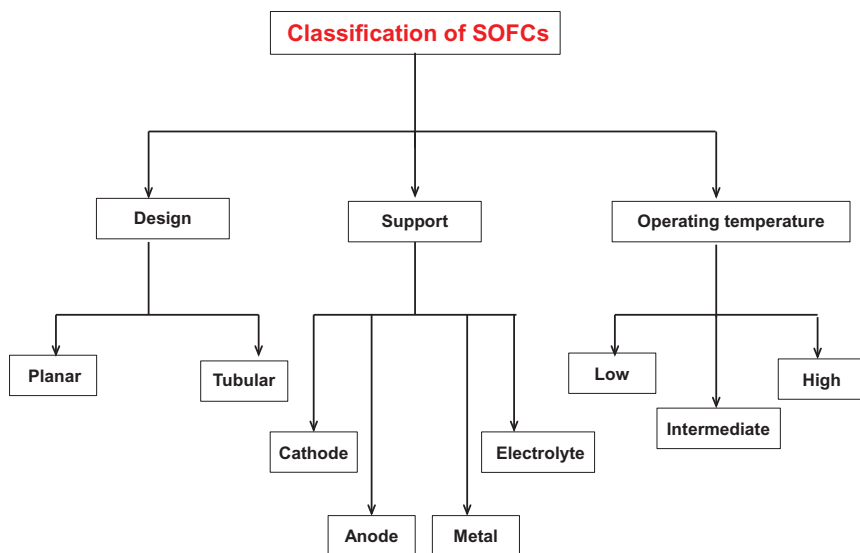 Classification of SOFCs
Design
Support
Operating temperature
Planar
Tubular
Low
High
Cathode
Electrolyte
Intermediate
Anode
Metal